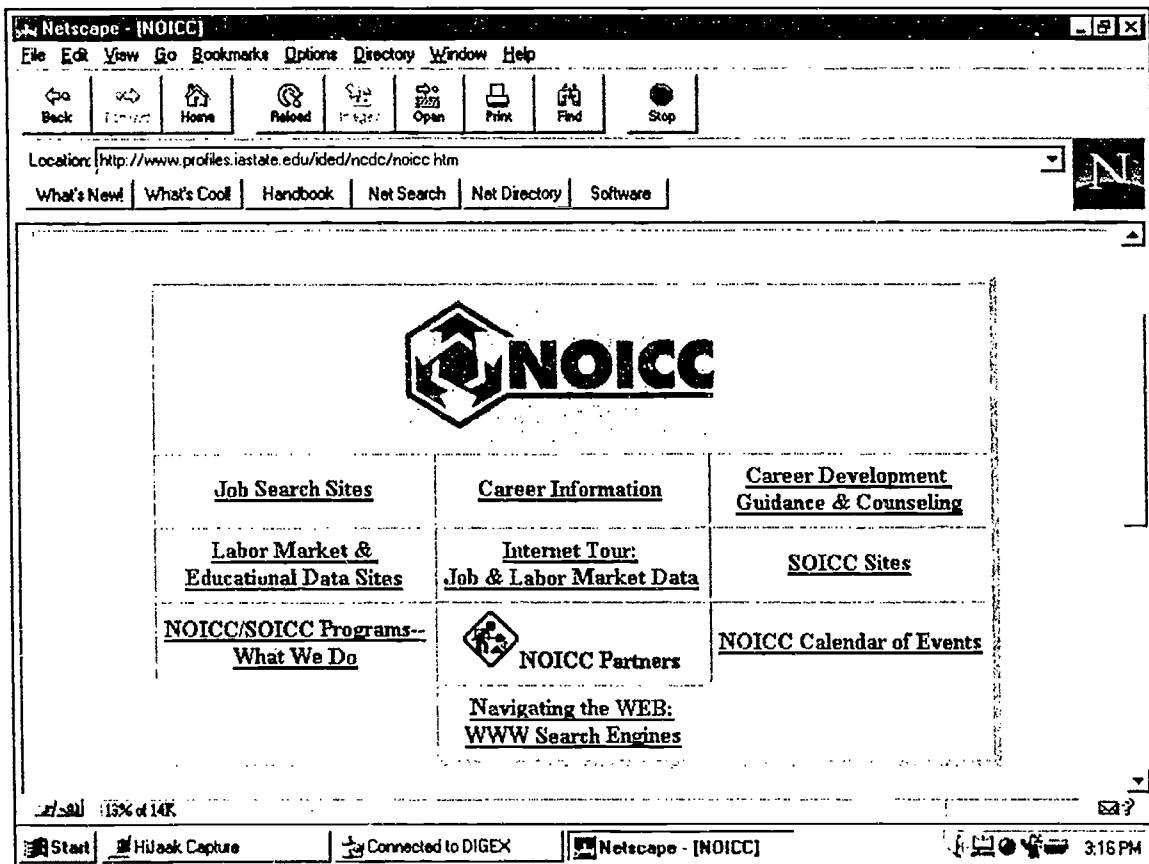 Netscape - [NOICC]
File Edit View Go Bookmarks Options Directory Window Help
Back Forward Home Reload Images Open Print Find Stop
Location: http://www.profiles.iastate.edu/ided/ncdc/noicc.htm
What's New! What's Cool! Handbook Net Search Net Directory Software
N
NOICC
Job Search Sites
Career Information
Career Development
Guidance & Counseling
Labor Market &
Educational Data Sites
Internet Tour:
Job & Labor Market Data
SOICC Sites
NOICC/SOICC Programs--
What We Do
NOICC Partners
NOICC Calendar of Events
Navigating the WEB:
WWW Search Engines
13% of 14K
?
Start HiJaak Capture Connected to DIGEX Netscape - [NOICC] 3:16 PM